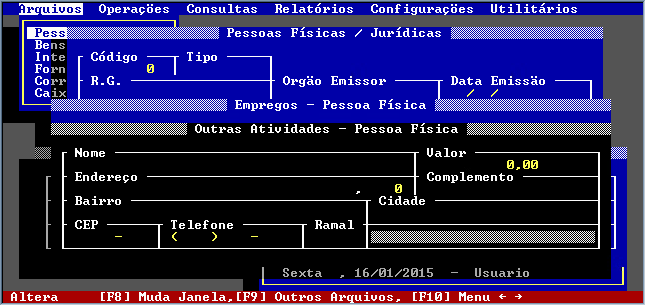 Arquivos Operações Consultas Relatórios Configurações Utilitários
Pess Pessoas Físicas / Jurídicas
Bens Código Tipo
Inte 0
Forn R.G. Orgão Emissor Data Emissão
Corr / /
Caix Empregos - Pessoa Física
Outras Atividades - Pessoa Física
Nome Valor
0,00
Endereço Complemento
, 0
Bairro Cidade
CEP Telefone Ramal
- ( ) -
Sexta , 16/01/2015 - Usuario
Altera [F8] Muda Janela,[F9] Outros Arquivos, [F10] Menu ← →